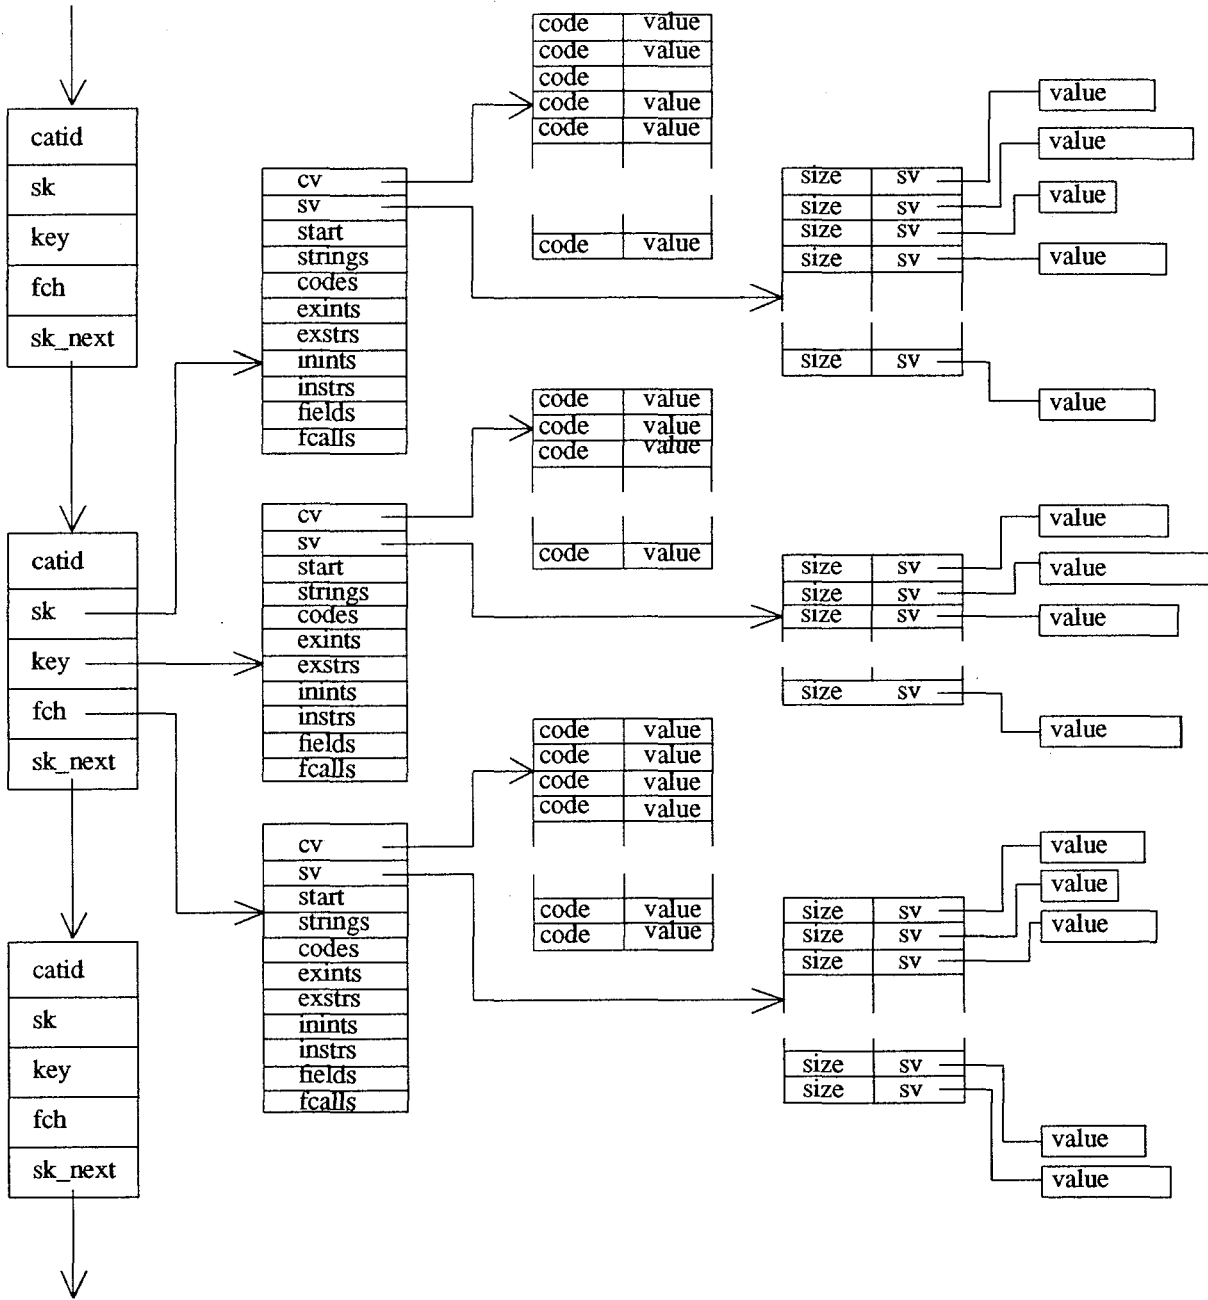 catid
sk
key
fch
sk_next
catid
sk
key
fch
sk_next
catid
sk
key
fch
sk_next
cv
sv
start
strings
codes
exints
exstrs
inints
instrs
fields
fcalls
cv
sv
start
strings
codes
exints
exstrs
inints
instrs
fields
fcalls
cv
sv
start
strings
codes
exints
exstrs
inints
instrs
fields
fcalls
code value
code value
code
code value
code value
code value
code value
code value
code value
code value
code value
code value
code value
code value
code value
code value
size sv
size sv
size sv
size sv
size sv
value
value
value
value
value
size sv
size sv
size sv
size sv
value
value
value
value
size sv
size sv
size sv
size sv
size sv
value
value
value
value
value